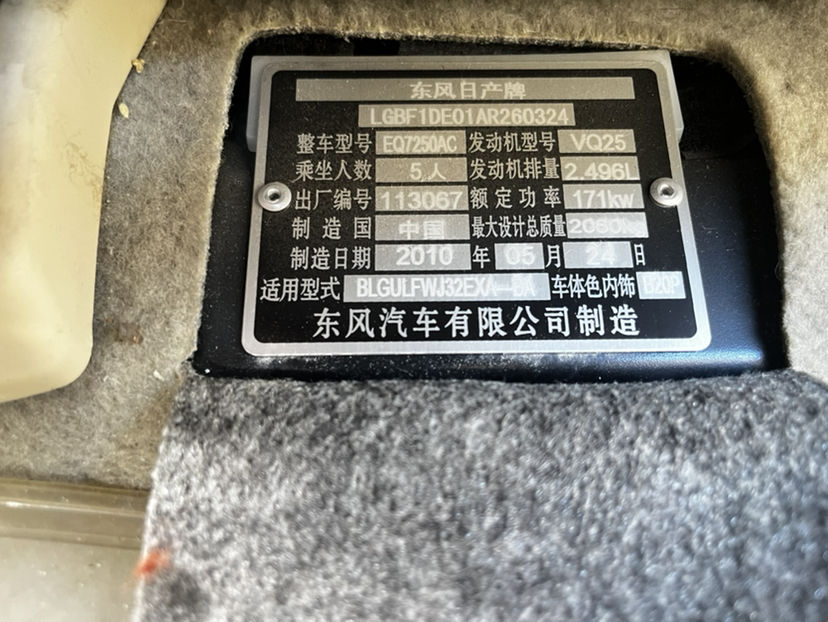 东风日产牌
LGBF1DE01AR260324
整车型号 EQ7250AC 发动机型号 VQ25
乘坐人数 5人 发动机排量 2.496L
出厂编号 113067 额定功率 171kw
制造国 中国 最大设计总质量 2060kg
制造日期 2010 年 05 月 24 日
适用型式 BLGULFWJ32EXA--DA 车体色内饰 B20P
东风汽车有限公司制造